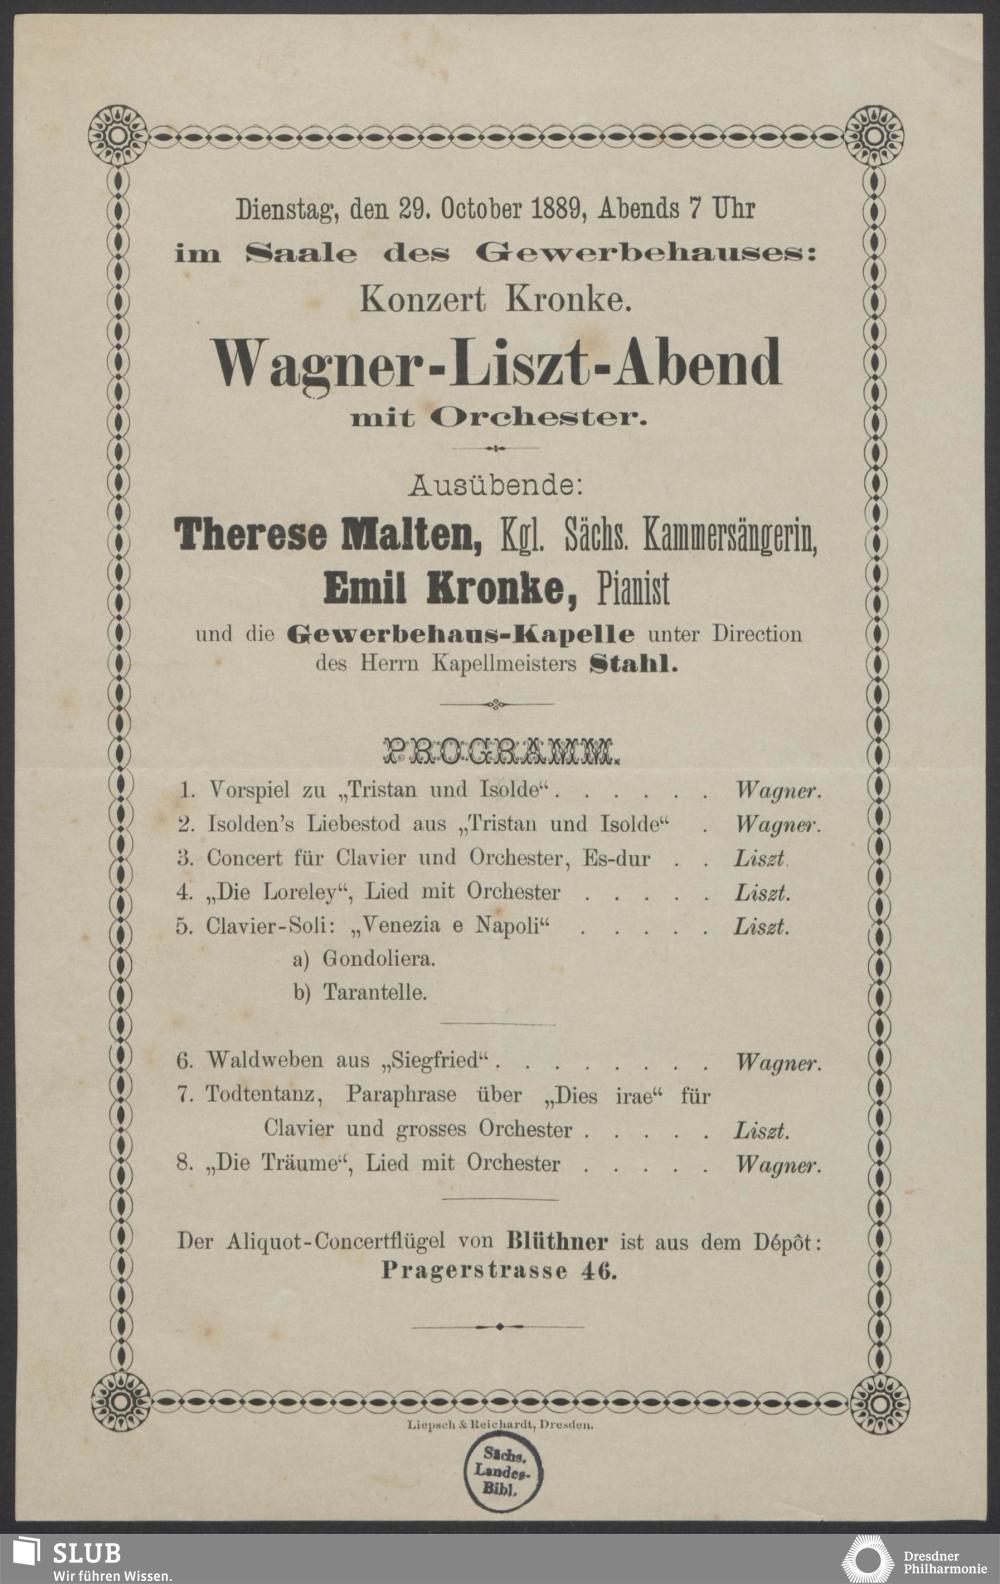 Dienstag, den 29. October 1889, Abends 7 Uhr
im Saale des Gewerbehauses:
Konzert Kronke.
Wagner-Liszt-Abend
mit Orchester.
Ausübende:
Therese Malten, Kgl. Sächs. Kammersängerin,
Emil Kronke, Pianist
und die Gewerbehaus-Kapelle unter Direction
des Herrn Kapellmeisters Stahl.
PROGRAMM.
1. Vorspiel zu „Tristan und Isolde“ . . . . . . Wagner.
2. Isolden's Liebestod aus „Tristan und Isolde“ . Wagner.
3. Concert für Clavier und Orchester, Es-dur . . Liszt.
4. „Die Loreley“, Lied mit Orchester . . . . . Liszt.
5. Clavier-Soli: „Venezia e Napoli“ . . . . . Liszt.
a) Gondoliera.
b) Tarantelle.
6. Waldweben aus „Siegfried“ . . . . . . . . Wagner.
7. Todtentanz, Paraphrase über „Dies irae“ für
Clavier und grosses Orchester . . . . . Liszt.
8. „Die Träume“, Lied mit Orchester . . . . . Wagner.
Der Aliquot-Concertflügel von Blüthner ist aus dem Dépôt:
Pragerstrasse 46.
Liepsch & Reichardt, Dresden.
Sächs.
Landes-
Bibl.
SLUB
Wir führen Wissen.
Dresdner
Philharmonie